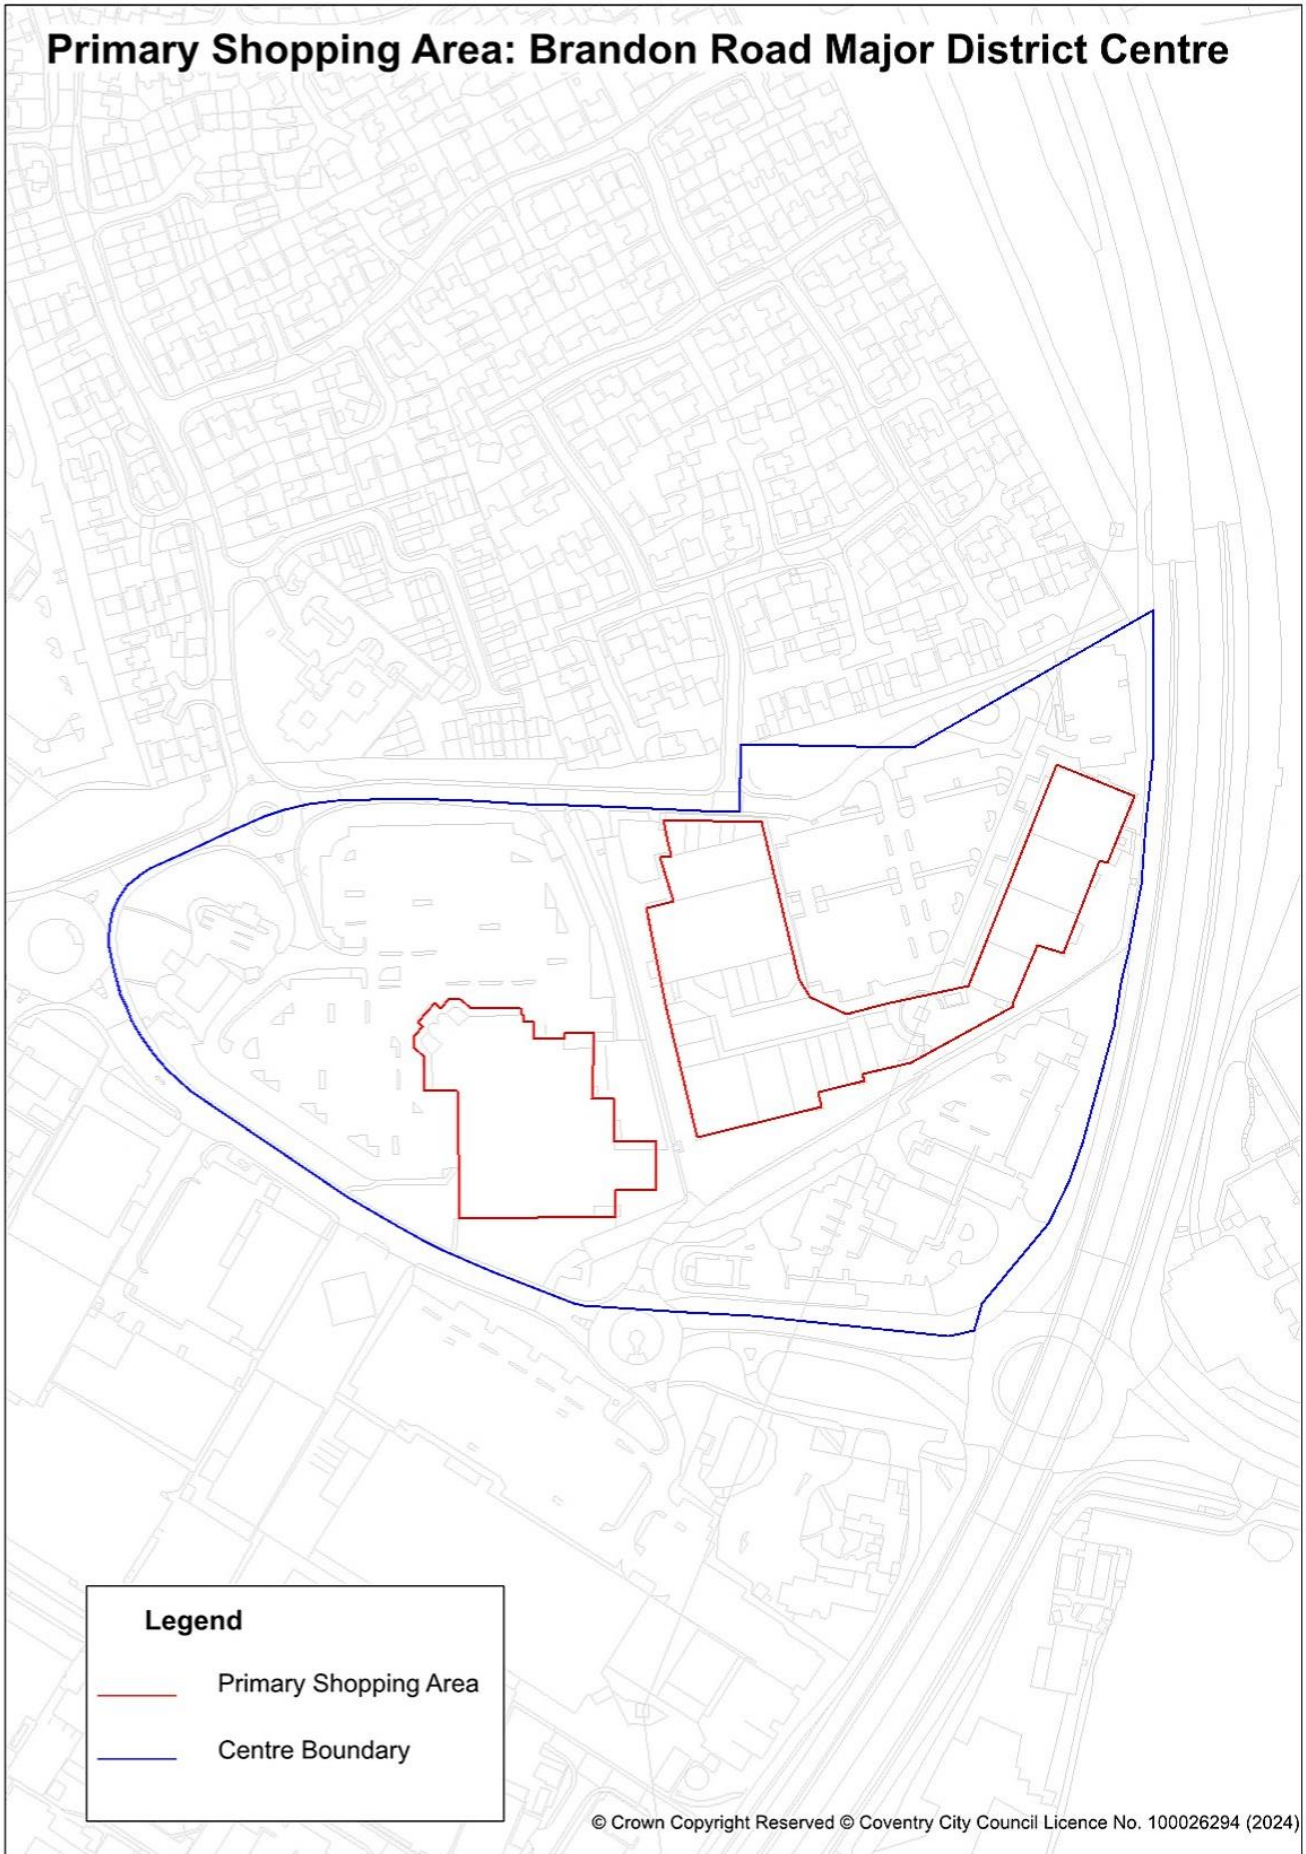 Primary Shopping Area: Brandon Road Major District Centre
Legend
Primary Shopping Area
Centre Boundary
© Crown Copyright Reserved © Coventry City Council Licence No. 100026294 (2024)